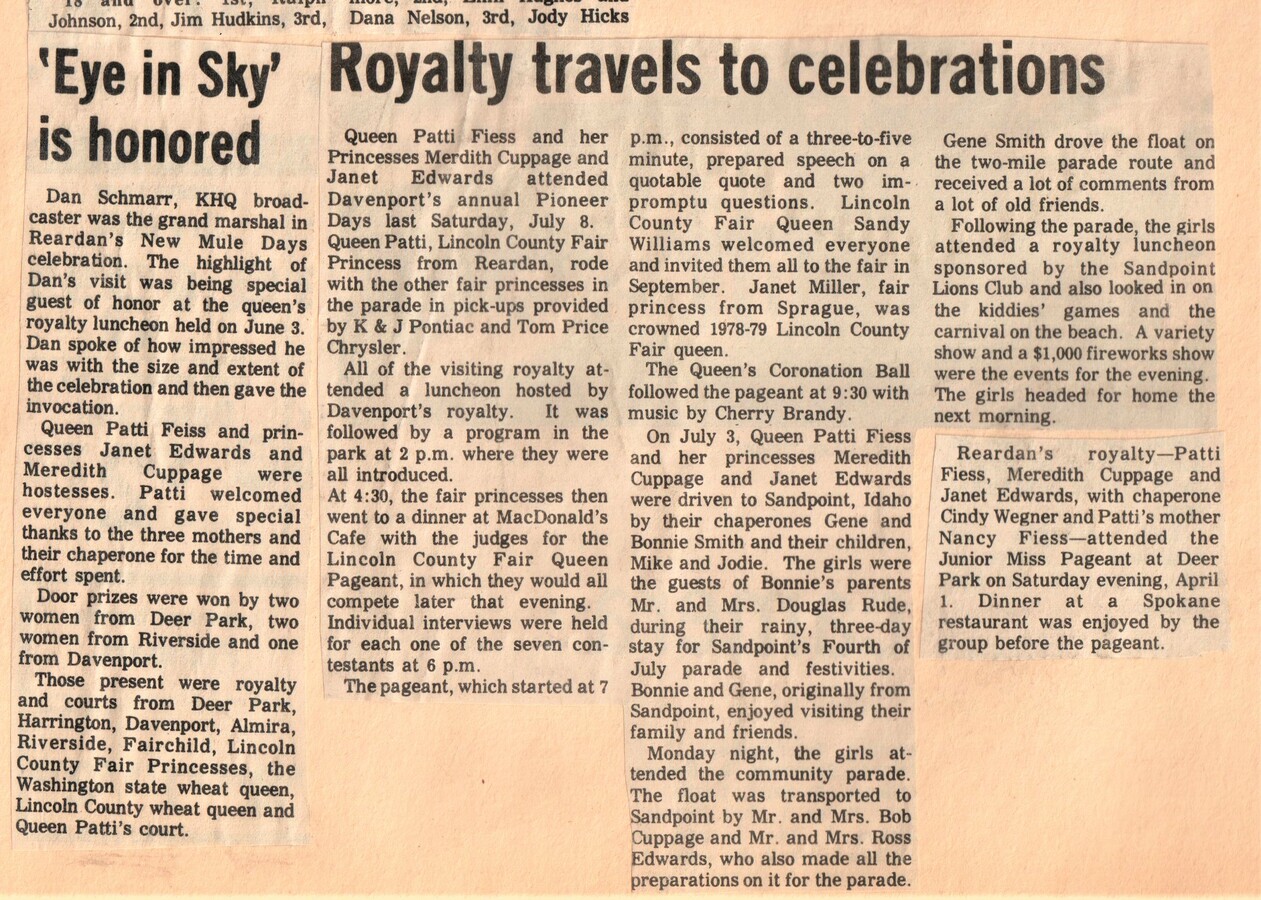 18 and over: 1st, Ralph
Johnson, 2nd, Jim Hudkins, 3rd,
more, 2nd,
Dana Nelson, 3rd, Jody Hicks
'Eye in Sky'
is honored
Dan Schmarr, KHQ broad-
caster was the grand marshal in
Reardan's New Mule Days
celebration. The highlight of
Dan's visit was being special
guest of honor at the queen's
royalty luncheon held on June 3.
Dan spoke of how impressed he
was with the size and extent of
the celebration and then gave the
invocation.
Queen Patti Feiss and prin-
cesses Janet Edwards and
Meredith Cuppage were
hostesses. Patti welcomed
everyone and gave special
thanks to the three mothers and
their chaperone for the time and
effort spent.
Door prizes were won by two
women from Deer Park, two
women from Riverside and one
from Davenport.
Those present were royalty
and courts from Deer Park,
Harrington, Davenport, Almira,
Riverside, Fairchild, Lincoln
County Fair Princesses, the
Washington state wheat queen,
Lincoln County wheat queen and
Queen Patti's court.
Royalty travels to celebrations
Queen Patti Fiess and her
Princesses Merdith Cuppage and
Janet Edwards attended
Davenport's annual Pioneer
Days last Saturday, July 8.
Queen Patti, Lincoln County Fair
Princess from Reardan, rode
with the other fair princesses in
the parade in pick-ups provided
by K & J Pontiac and Tom Price
Chrysler.
All of the visiting royalty at-
tended a luncheon hosted by
Davenport's royalty. It was
followed by a program in the
park at 2 p.m. where they were
all introduced.
At 4:30, the fair princesses then
went to a dinner at MacDonald's
Cafe with the judges for the
Lincoln County Fair Queen
Pageant, in which they would all
compete later that evening.
Individual interviews were held
for each one of the seven con-
testants at 6 p.m.
The pageant, which started at 7
p.m., consisted of a three-to-five
minute, prepared speech on a
quotable quote and two im-
promptu questions. Lincoln
County Fair Queen Sandy
Williams welcomed everyone
and invited them all to the fair in
September. Janet Miller, fair
princess from Sprague, was
crowned 1978-79 Lincoln County
Fair queen.
The Queen's Coronation Ball
followed the pageant at 9:30 with
music by Cherry Brandy.
On July 3, Queen Patti Fiess
and her princesses Meredith
Cuppage and Janet Edwards
were driven to Sandpoint, Idaho
by their chaperones Gene and
Bonnie Smith and their children,
Mike and Jodie. The girls were
the guests of Bonnie's parents
Mr. and Mrs. Douglas Rude,
during their rainy, three-day
stay for Sandpoint's Fourth of
July parade and festivities.
Bonnie and Gene, originally from
Sandpoint, enjoyed visiting their
family and friends.
Monday night, the girls at-
tended the community parade.
The float was transported to
Sandpoint by Mr. and Mrs. Bob
Cuppage and Mr. and Mrs. Ross
Edwards, who also made all the
preparations on it for the parade.
Gene Smith drove the float on
the two-mile parade route and
received a lot of comments from
a lot of old friends.
Following the parade, the girls
attended a royalty luncheon
sponsored by the Sandpoint
Lions Club and also looked in on
the kiddies' games and the
carnival on the beach. A variety
show and a $1,000 fireworks show
were the events for the evening.
The girls headed for home the
next morning.
Reardan's royalty—Patti
Fiess, Meredith Cuppage and
Janet Edwards, with chaperone
Cindy Wegner and Patti's mother
Nancy Fiess—attended the
Junior Miss Pageant at Deer
Park on Saturday evening, April
1. Dinner at a Spokane
restaurant was enjoyed by the
group before the pageant.